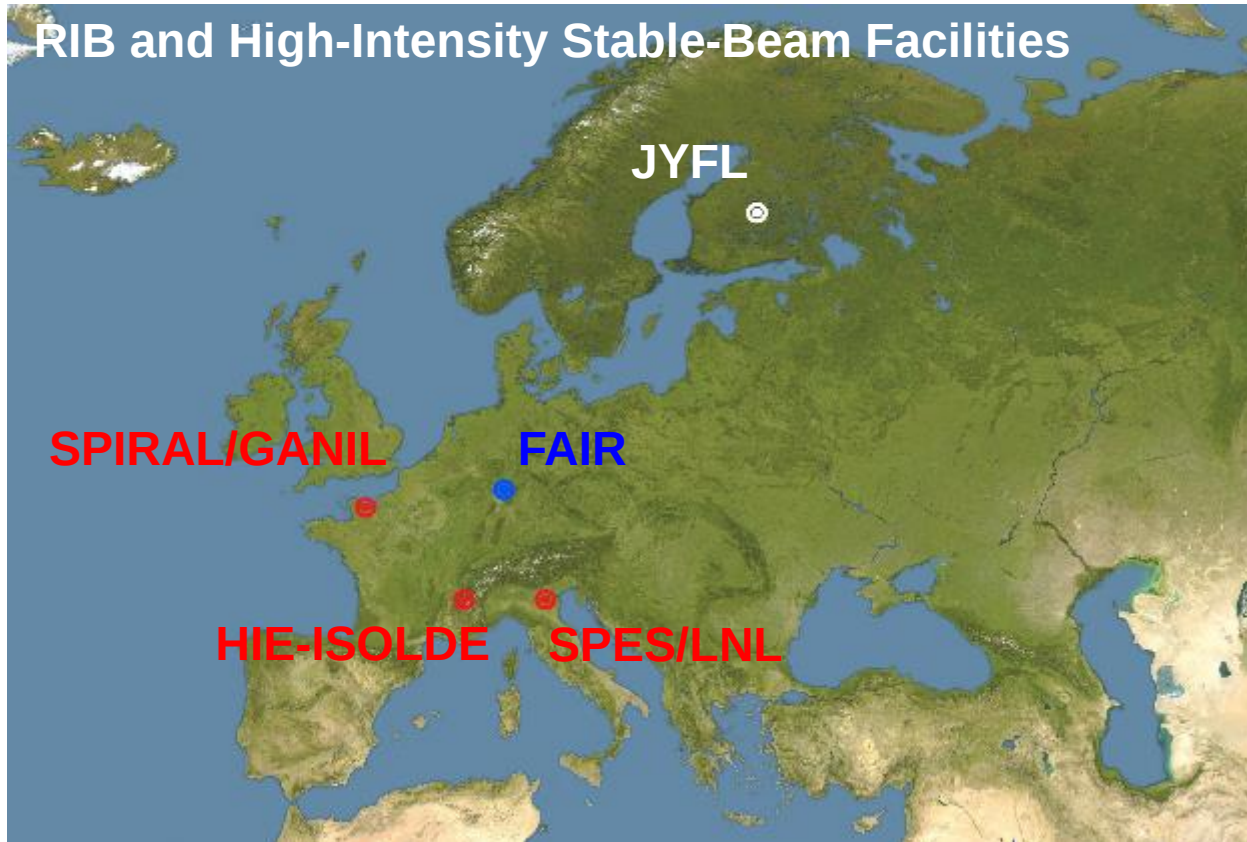 RIB and High-Intensity Stable-Beam Facilities
JYFL
SPIRAL/GANIL
FAIR
HIE-ISOLDE
SPES/LNL